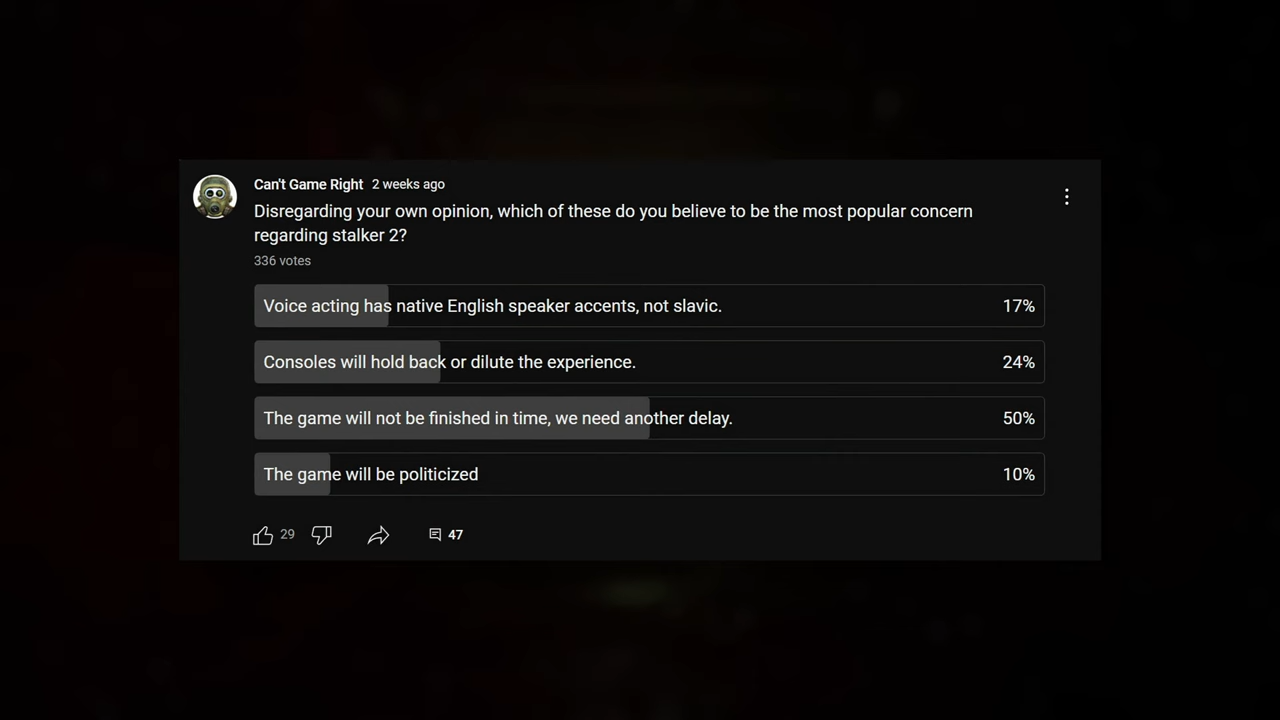 Can't Game Right 2 weeks ago
Disregarding your own opinion, which of these do you believe to be the most popular concern
regarding stalker 2?
336 votes
Voice acting has native English speaker accents, not slavic. 17%
Consoles will hold back or dilute the experience. 24%
The game will not be finished in time, we need another delay. 50%
The game will be politicized 10%
29 47